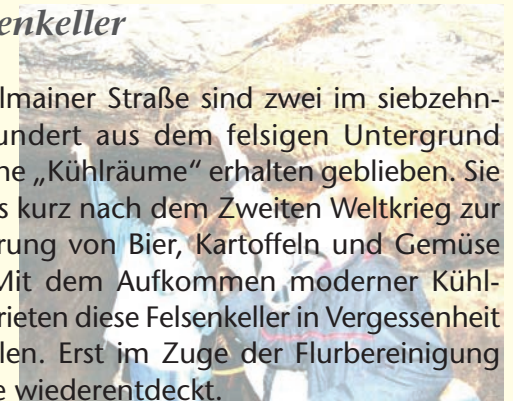 enkeller
lmainer Straße sind zwei im siebzehn-
undert aus dem felsigen Untergrund
ne „Kühlräume“ erhalten geblieben. Sie
s kurz nach dem Zweiten Weltkrieg zur
rung von Bier, Kartoffeln und Gemüse
Mit dem Aufkommen moderner Kühl-
rieten diese Felsenkeller in Vergessenheit
len. Erst im Zuge der Flurbereinigung
e wiederentdeckt.